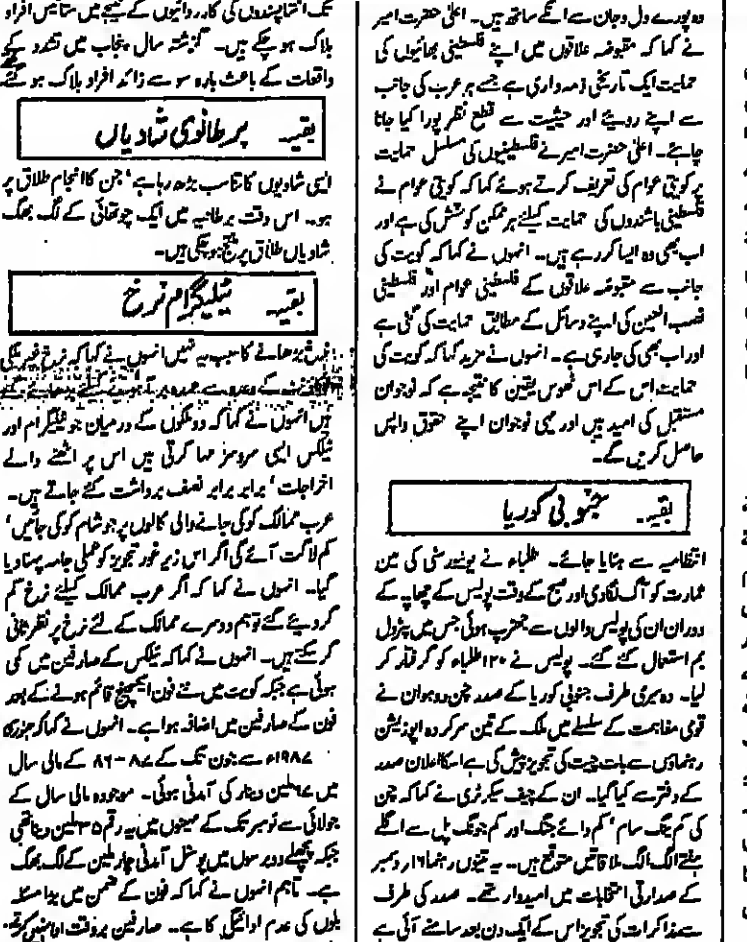 وہ پورے دل و جان سے انکے ساتھ ہیں۔ اعلیٰ حضرت امیر
نے کہا کہ مقبوضہ علاقوں میں اپنے فلسطینی بھائیوں کی
حمایت ایک تاریخی ذمہ داری ہے جسے ہر عرب کی جانب
سے اپنے رویئے اور حیثیت سے قطع نظر پورا کیا جانا
چاہئے۔ اعلیٰ حضرت امیر نے فلسطینیوں کی مسلسل حمایت
پر کویتی عوام کی تعریف کرتے ہوئے کہا کہ کویتی عوام نے
فلسطینی باشندوں کی حمایت کیلئے ہر ممکن کوشش کی ہے اور
اب بھی وہ ایسا کر رہے ہیں۔ انہوں نے کہا کہ کویت کی
جانب سے مقبوضہ علاقوں کے فلسطینی عوام اور فلسطینی
نصب العین کی اپنے وسائل کے مطابق حمایت کی گئی ہے
اور اب بھی کی جا رہی ہے۔ انہوں نے مزید کہا کہ کویت کی
حمایت اس کے اس ٹھوس یقین کا نتیجہ ہے کہ نوجوان
مستقبل کی امید ہیں اور یہی نوجوان اپنے حقوق واپس
حاصل کریں گے۔
بقیہ۔ جنوبی کوریا
انتظامیہ سے ہٹایا جائے۔ طلباء نے یونیورسٹی کی مین
عمارت کو آگ لگادی اور صبح کے وقت پولیس کے چھاپہ کے
دوران ان کی پولیس والوں سے جھڑپ ہوئی جس میں پٹرول
بم استعمال کئے گئے۔ پولیس نے ۱۳۰ طلباء کو گرفتار کر
لیا۔ دوسری طرف جنوبی کوریا کے صدر چن دوہوان نے
قومی مفاہمت کے سلسلے میں ملک کے تین سرکردہ اپوزیشن
رہنماؤں سے بات چیت کی تجویز پیش کی ہے اسکا اعلان صدر
کے دفتر سے کیا گیا۔ ان کے چیف سیکرٹری نے کہا کہ چن
کی کم ینگ سام، کم دائے جنگ اور کم جونگ پل سے اگلے
ہفتے الگ الگ ملاقاتیں متوقع ہیں۔ یہ تینوں رہنما ۱۶ر دسمبر
کے صدارتی انتخابات میں امیدوار تھے۔ صدر کی طرف
سے مذاکرات کی تجویز اس کے ایک دن بعد سامنے آئی ہے
تک انتہا پسندوں کی کارروائیوں کے نتیجے میں ستائیس افراد
ہلاک ہو چکے ہیں۔ گزشتہ سال پنجاب میں تشدد کے
واقعات کے باعث بارہ سو سے زائد افراد ہلاک ہو گئے
بقیہ۔ برطانوی شادیاں
ایسی شادیوں کا تناسب بڑھ رہا ہے، جن کا انجام طلاق پر
ہو۔ اس وقت برطانیہ میں ایک چوتھائی کے لگ بھگ
شادیاں طلاق پر منتج ہو چکی ہیں۔
بقیہ۔ ٹیلیگرام نرخ
نرخ بڑھانے کا سبب یہ نہیں انہوں نے کہا کہ نرخ غیر ملکی
ہیں انہوں نے کہا کہ دو ملکوں کے درمیان جو ٹیلیگرام اور
ٹیلکس ایسی سروسز مہیا کرتی ہیں اس پر اٹھنے والے
اخراجات، برابر برابر نصف برداشت کئے جاتے ہیں۔
عرب ممالک کو کی جانے والی کالوں پر جو شام کو کی جائیں،
کم لاگت آئے گی اگر اس زیر غور تجویز کو عملی جامہ پہنا دیا
گیا۔ انہوں نے کہا کہ اگر عرب ممالک کیلئے نرخ کم
کر دیئے گئے تو ہم دوسرے ممالک کے لئے نرخ پر نظر ثانی
کر سکتے ہیں۔ انہوں نے کہا کہ ٹیلکس کے صارفین میں کمی
ہوئی ہے جبکہ کویت میں نئے فون ایکسچینج قائم ہونے کے بعد
فون کے صارفین میں اضافہ ہوا ہے۔ انہوں نے کہا کہ جنوری
۱۹۸۷ء سے جون تک کے ۸۷-۸۶ کے مالی سال
میں ۶۷ ملین دینار کی آمدنی ہوئی۔ موجودہ مالی سال کے
جولائی سے نومبر تک کے مہینوں میں یہ رقم ۳۵ ملین دینار تھی
جبکہ پچھلے دو برسوں میں پوسٹل آمدنی چار ملین کے لگ بھگ
ہے۔ تاہم انہوں نے کہا کہ فون کے ضمن میں بڑا مسئلہ
بلوں کی عدم ادائیگی کا ہے۔ صارفین بروقت ادا نہیں کرتے۔